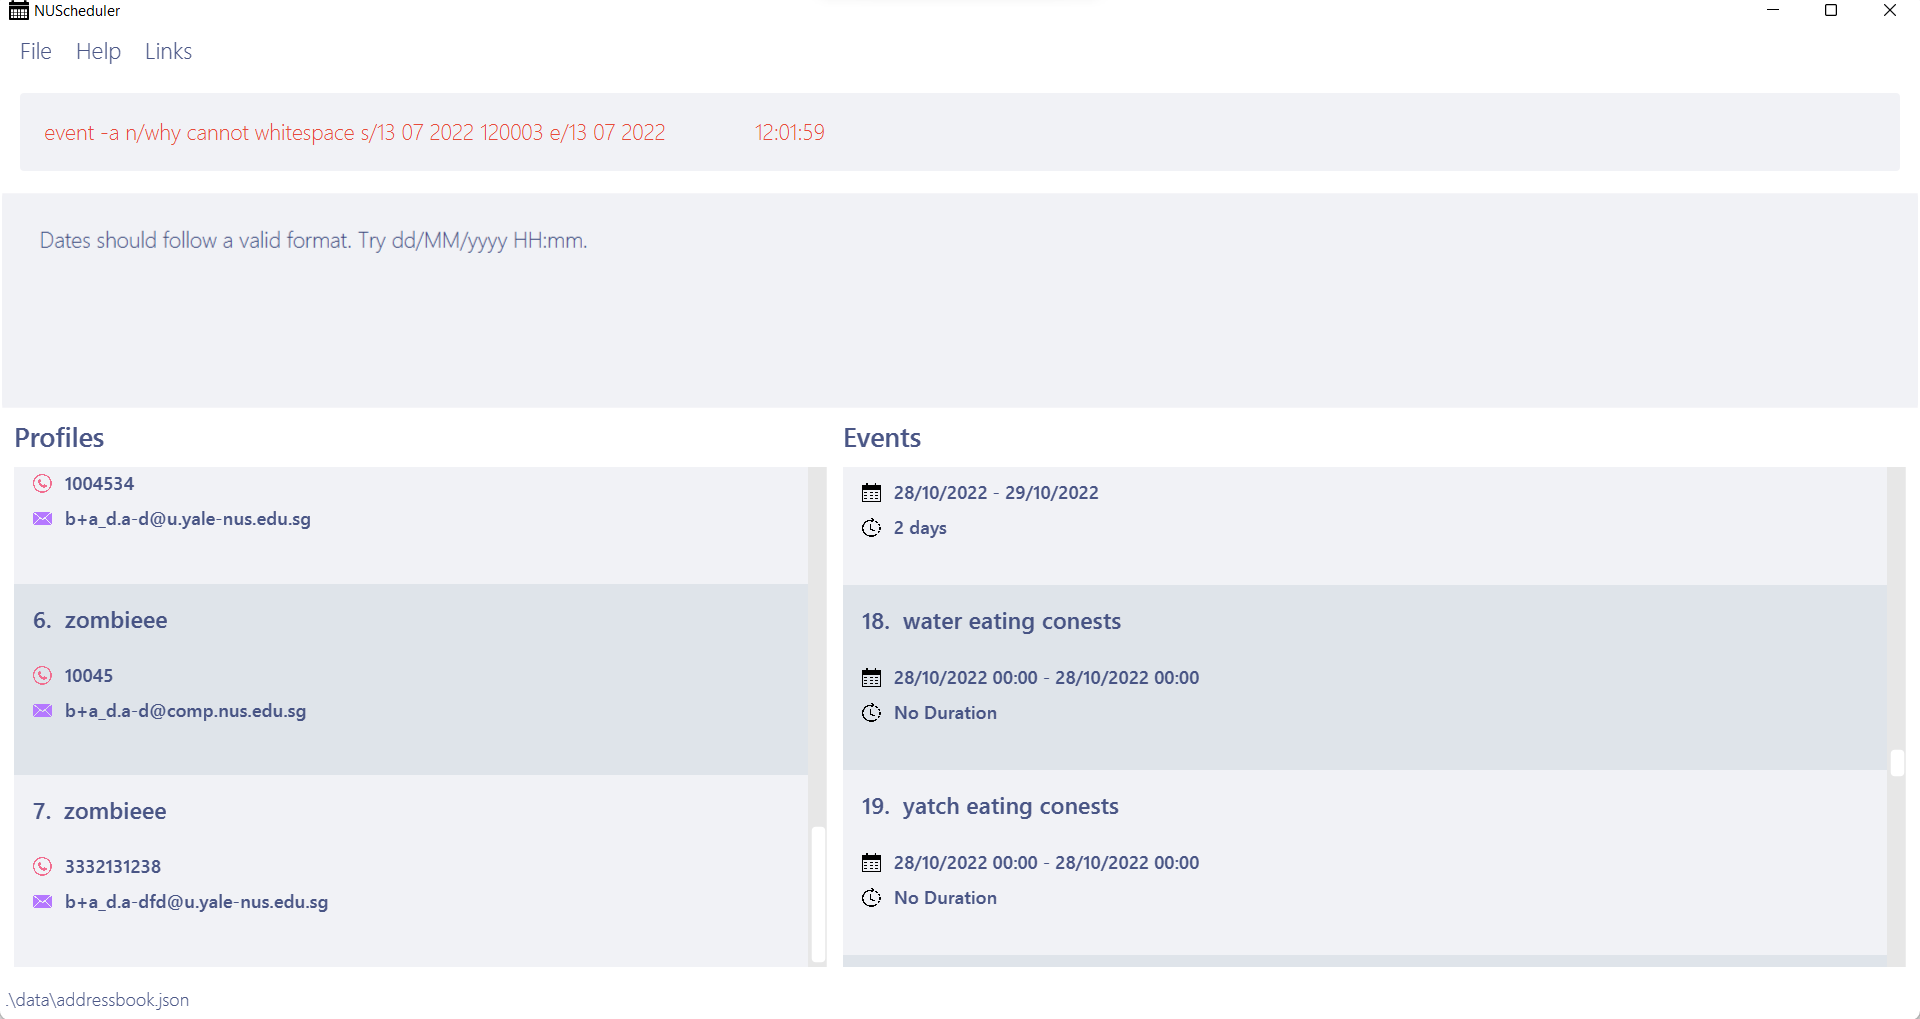 NUScheduler
File Help Links
event -a n/why cannot whitespace s/13 07 2022 120003 e/13 07 2022 12:01:59
Dates should follow a valid format. Try dd/MM/yyyy HH:mm.
Profiles
1004534
b+a_d.a-d@u.yale-nus.edu.sg
6. zombieee
10045
b+a_d.a-d@comp.nus.edu.sg
7. zombieee
3332131238
b+a_d.a-dfd@u.yale-nus.edu.sg
Events
28/10/2022 - 29/10/2022
2 days
18. water eating conests
28/10/2022 00:00 - 28/10/2022 00:00
No Duration
19. yatch eating conests
28/10/2022 00:00 - 28/10/2022 00:00
No Duration
.\data\addressbook.json